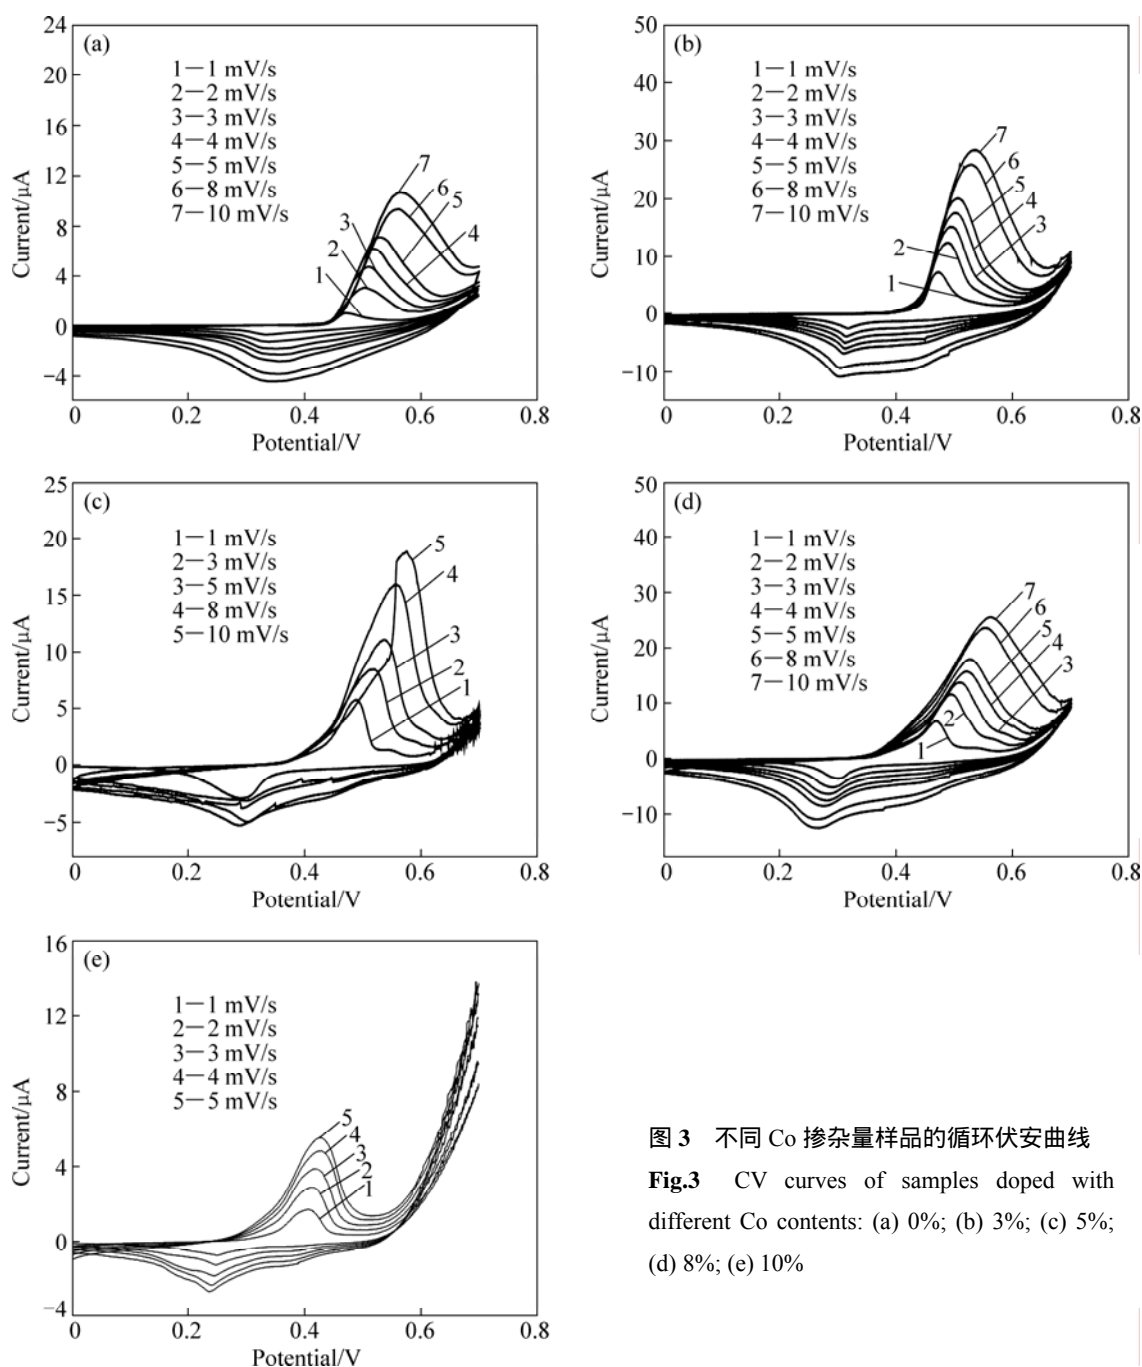 24
20
16
12
8
4
0
−4
Current/μA
(a)
1—1 mV/s
2—2 mV/s
3—3 mV/s
4—4 mV/s
5—5 mV/s
6—8 mV/s
7—10 mV/s
7
6
5
3
4
2
1
0
0.2
0.4
0.6
0.8
Potential/V
50
40
30
20
10
0
−10
Current/μA
(b)
1—1 mV/s
2—2 mV/s
3—3 mV/s
4—4 mV/s
5—5 mV/s
6—8 mV/s
7—10 mV/s
7
6
5
4
3
2
1
0
0.2
0.4
0.6
0.8
Potential/V
25
20
15
10
5
0
−5
Current/μA
(c)
1—1 mV/s
2—3 mV/s
3—5 mV/s
4—8 mV/s
5—10 mV/s
5
4
3
2
1
0
0.2
0.4
0.6
0.8
Potential/V
50
40
30
20
10
0
−10
Current/μA
(d)
1—1 mV/s
2—2 mV/s
3—3 mV/s
4—4 mV/s
5—5 mV/s
6—8 mV/s
7—10 mV/s
7
6
5
4
3
2
1
0
0.2
0.4
0.6
0.8
Potential/V
16
12
8
4
0
−4
Current/μA
(e)
1—1 mV/s
2—2 mV/s
3—3 mV/s
4—4 mV/s
5—5 mV/s
5
4
3
2
1
0
0.2
0.4
0.6
0.8
Potential/V
图 3 不同 Co 掺杂量样品的循环伏安曲线
Fig.3 CV curves of samples doped with
different Co contents: (a) 0%; (b) 3%; (c) 5%;
(d) 8%; (e) 10%